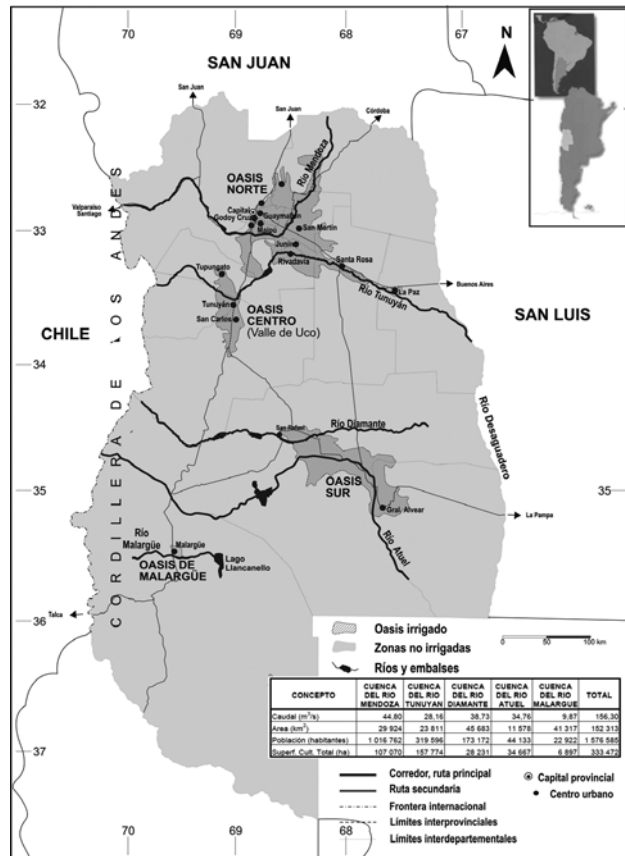 70
69
68
67
SAN JUAN
N
San Juan
San Juan
Córdoba
32
OASIS
NORTE
Río Mendoza
Valparaíso
Santiago
Capital
Guaymallén
Godoy Cruz
Maipú
San Martín
33
Junín
Rivadavia
Santa Rosa
Tupungato
La Paz
Buenos Aires
Río Tunuyán
Tunuyán
OASIS
CENTRO
(Valle de Uco)
San Carlos
CHILE
SAN LUIS
CORDILLERA DE LOS ANDES
34
Río Diamante
San Rafael
Río Desaguadero
35
35
OASIS
SUR
Gral. Alvear
La Pampa
Río Atuel
Río
Malargüe
Malargüe
OASIS DE
MALARGÜE
Lago
Llancanello
Talca
36
Oasis irrigado
Zonas no irrigadas
Ríos y embalses
0 50 100 km
CONCEPTO CUENCA DEL RIO MENDOZA CUENCA DEL RIO TUNUYAN CUENCA DEL RIO DIAMANTE CUENCA DEL RIO ATUEL CUENCA DEL RIO MALARGUE TOTAL
Caudal (m³/s) 44,80 28,16 38,73 34,76 9,87 156,30
Area (km²) 29 924 23 811 45 683 11 578 41 317 152 313
Población (habitantes) 1 016 762 319 596 173 172 44 133 22 922 1 576 585
Superf. Cult. Total (ha) 107 070 157 774 28 231 34 667 6 897 333 472
37
Corredor, ruta principal
Ruta secundaria
Frontera internacional
Límites interprovinciales
Límites interdepartementales
Capital provincial
Centro urbano
70
69
68